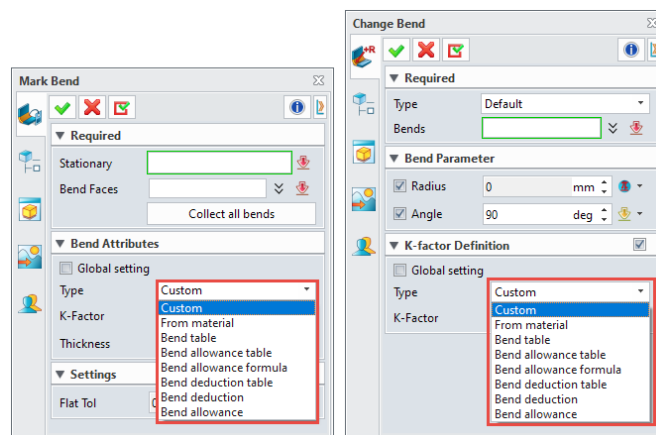 Mark Bend
Required
Stationary
Bend Faces
Collect all bends
Bend Attributes
Global setting
Type Custom
K-Factor
Thickness
Custom
From material
Bend table
Bend allowance table
Bend allowance formula
Bend deduction table
Bend deduction
Bend allowance
Settings
Flat Tol
Change Bend
+R
Required
Type Default
Bends
Bend Parameter
Radius 0 mm
Angle 90 deg
K-factor Definition
Global setting
Type Custom
K-Factor
Custom
From material
Bend table
Bend allowance table
Bend allowance formula
Bend deduction table
Bend deduction
Bend allowance